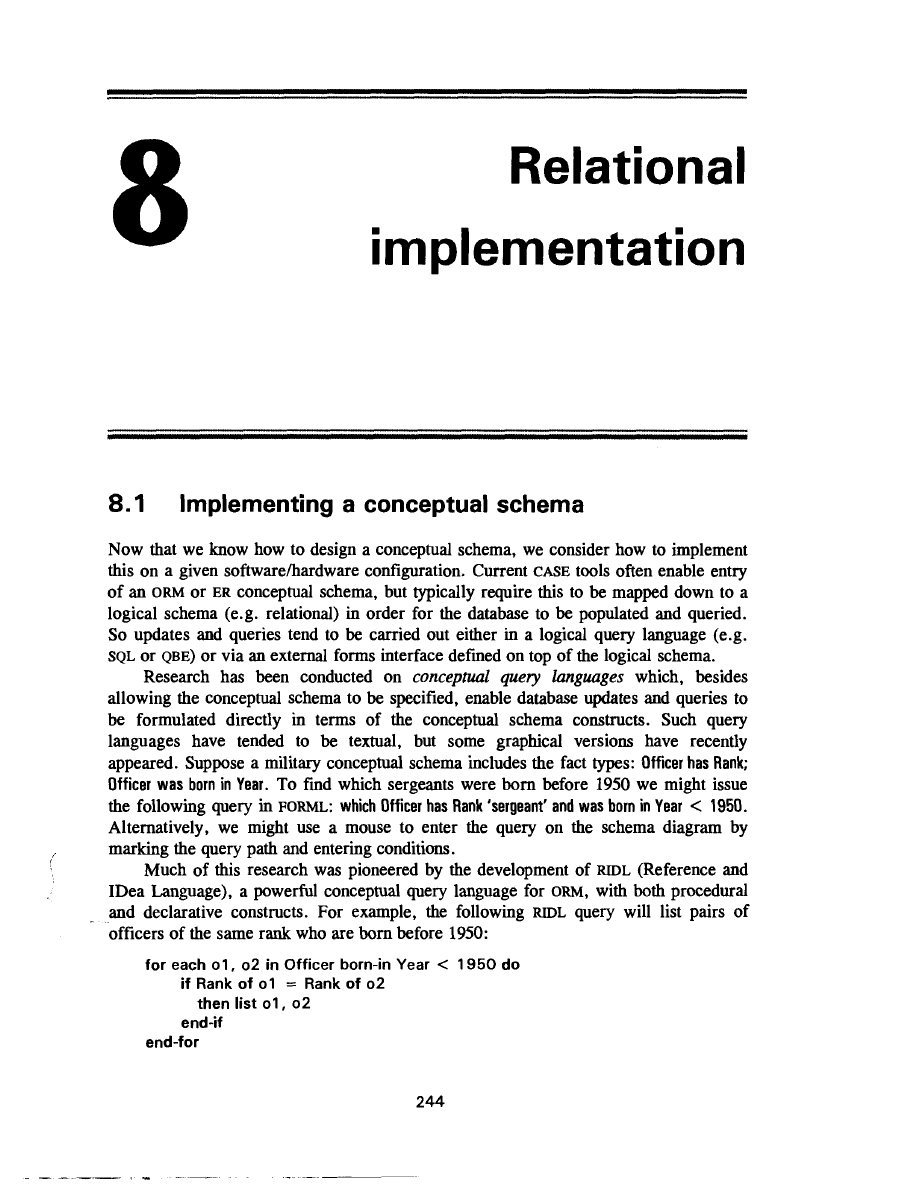 8
Relational
implementation
8.1 Implementing a conceptual schema
Now that we know how to design a conceptual schema, we consider how to implement
this on a given software/hardware configuration. Current CASE tools often enable entry
of an ORM or ER conceptual schema, but typically require this to be mapped down to a
logical schema (e.g. relational) in order for the database to be populated and queried.
So updates and queries tend to be carried out either in a logical query language (e.g.
SQL or QBE) or via an external forms interface defined on top of the logical schema.
Research has been conducted on conceptual query languages which, besides
allowing the conceptual schema to be specified, enable database updates and queries to
be formulated directly in terms of the conceptual schema constructs. Such query
languages have tended to be textual, but some graphical versions have recently
appeared. Suppose a military conceptual schema includes the fact types: Officer has Rank;
Officer was born in Year. To find which sergeants were born before 1950 we might issue
the following query in FORML: which Officer has Rank 'sergeant' and was born in Year < 1950.
Alternatively, we might use a mouse to enter the query on the schema diagram by
marking the query path and entering conditions.
Much of this research was pioneered by the development of RIDL (Reference and
IDea Language), a powerful conceptual query language for ORM, with both procedural
and declarative constructs. For example, the following RIDL query will list pairs of
officers of the same rank who are born before 1950:
for each o1, o2 in Officer born-in Year < 1950 do
if Rank of o1 = Rank of o2
then list o1, o2
end-if
end-for
244